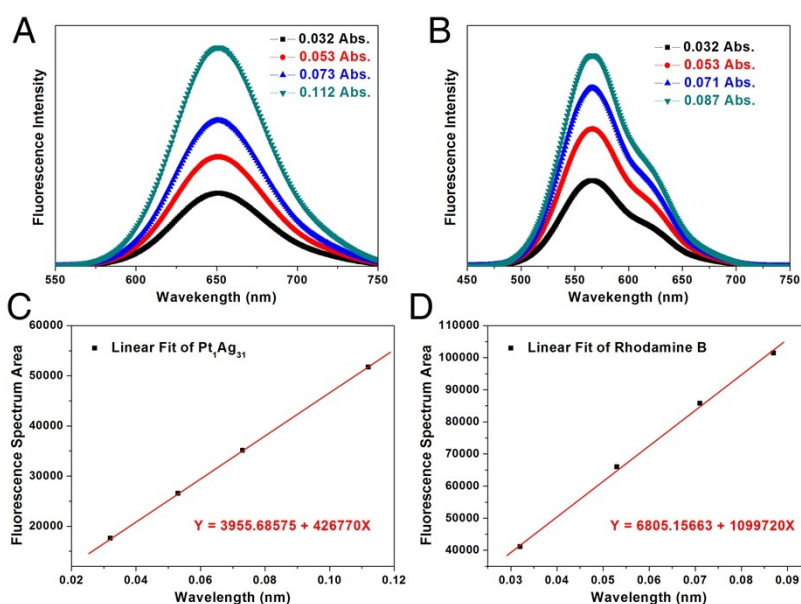 A
0.032 Abs.
0.053 Abs.
0.073 Abs.
0.112 Abs.
Fluorescence Intensity
550 600 650 700 750
Wavekength (nm)
B
0.032 Abs.
0.053 Abs.
0.071 Abs.
0.087 Abs.
Fluorescence Intensity
450 500 550 600 650 700 750
Wavekength (nm)
C
Linear Fit of Pt₁Ag₃₁
Fluorescence Spectrum Area
60000
50000
40000
30000
20000
Y = 3955.68575 + 426770X
0.02 0.04 0.06 0.08 0.10 0.12
Wavelength (nm)
D
Linear Fit of Rhodamine B
Fluorescence Spectrum Area
110000
100000
90000
80000
70000
60000
50000
40000
Y = 6805.15663 + 1099720X
0.03 0.04 0.05 0.06 0.07 0.08 0.09
Wavelength (nm)